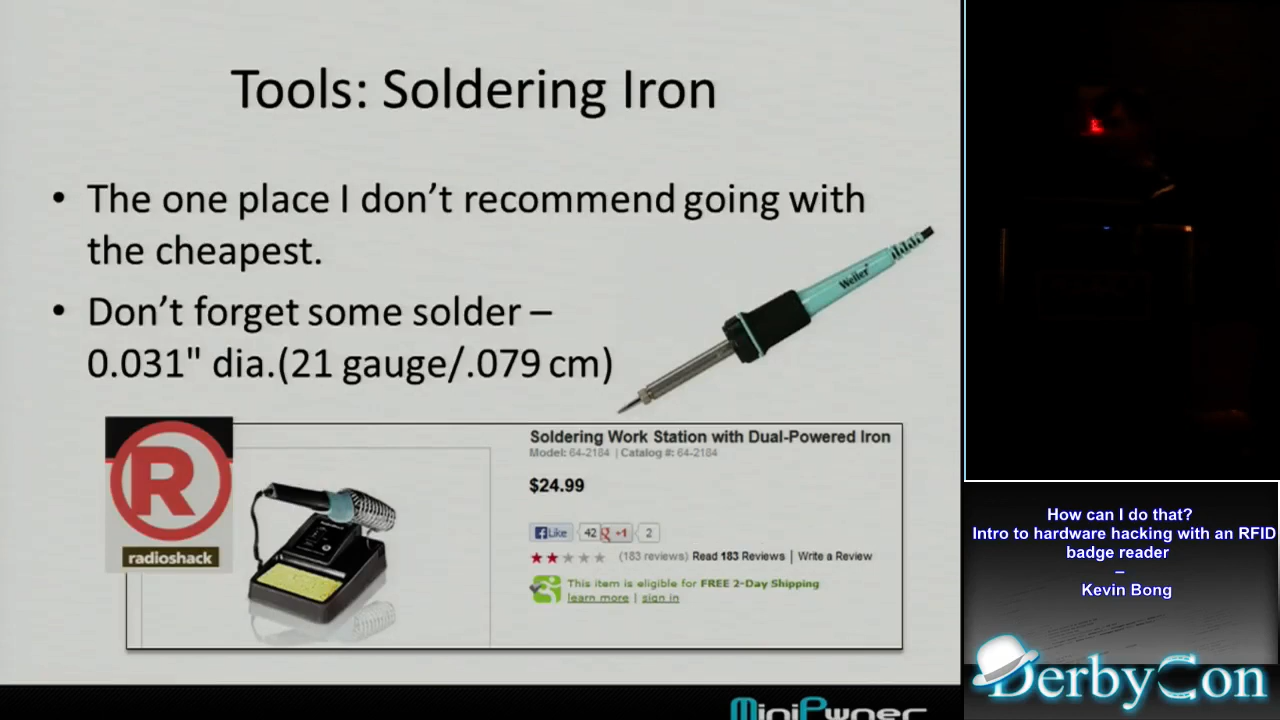 Tools: Soldering Iron
• The one place I don't recommend going with
the cheapest.
• Don't forget some solder –
0.031" dia.(21 gauge/.079 cm)
Weller
R
radioshack
Soldering Work Station with Dual-Powered Iron
Model: 64-2184 | Catalog #: 64-2184
$24.99
Like 42 +1 2
(183 reviews) Read 183 Reviews | Write a Review
This item is eligible for FREE 2-Day Shipping
learn more | sign in
MiniPwner
How can I do that?
Intro to hardware hacking with an RFID
badge reader
–
Kevin Bong
DerbyCon